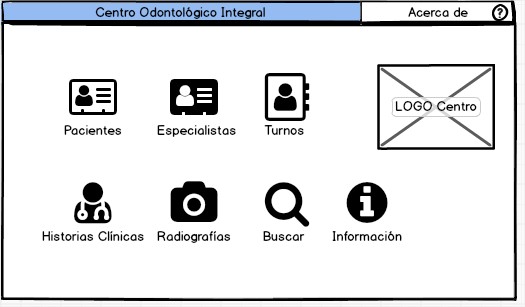 Centro Odontológico Integral
Acerca de ?
Pacientes
Especialistas
Turnos
LOGO Centro
Historias Clínicas
Radiografías
Buscar
Información